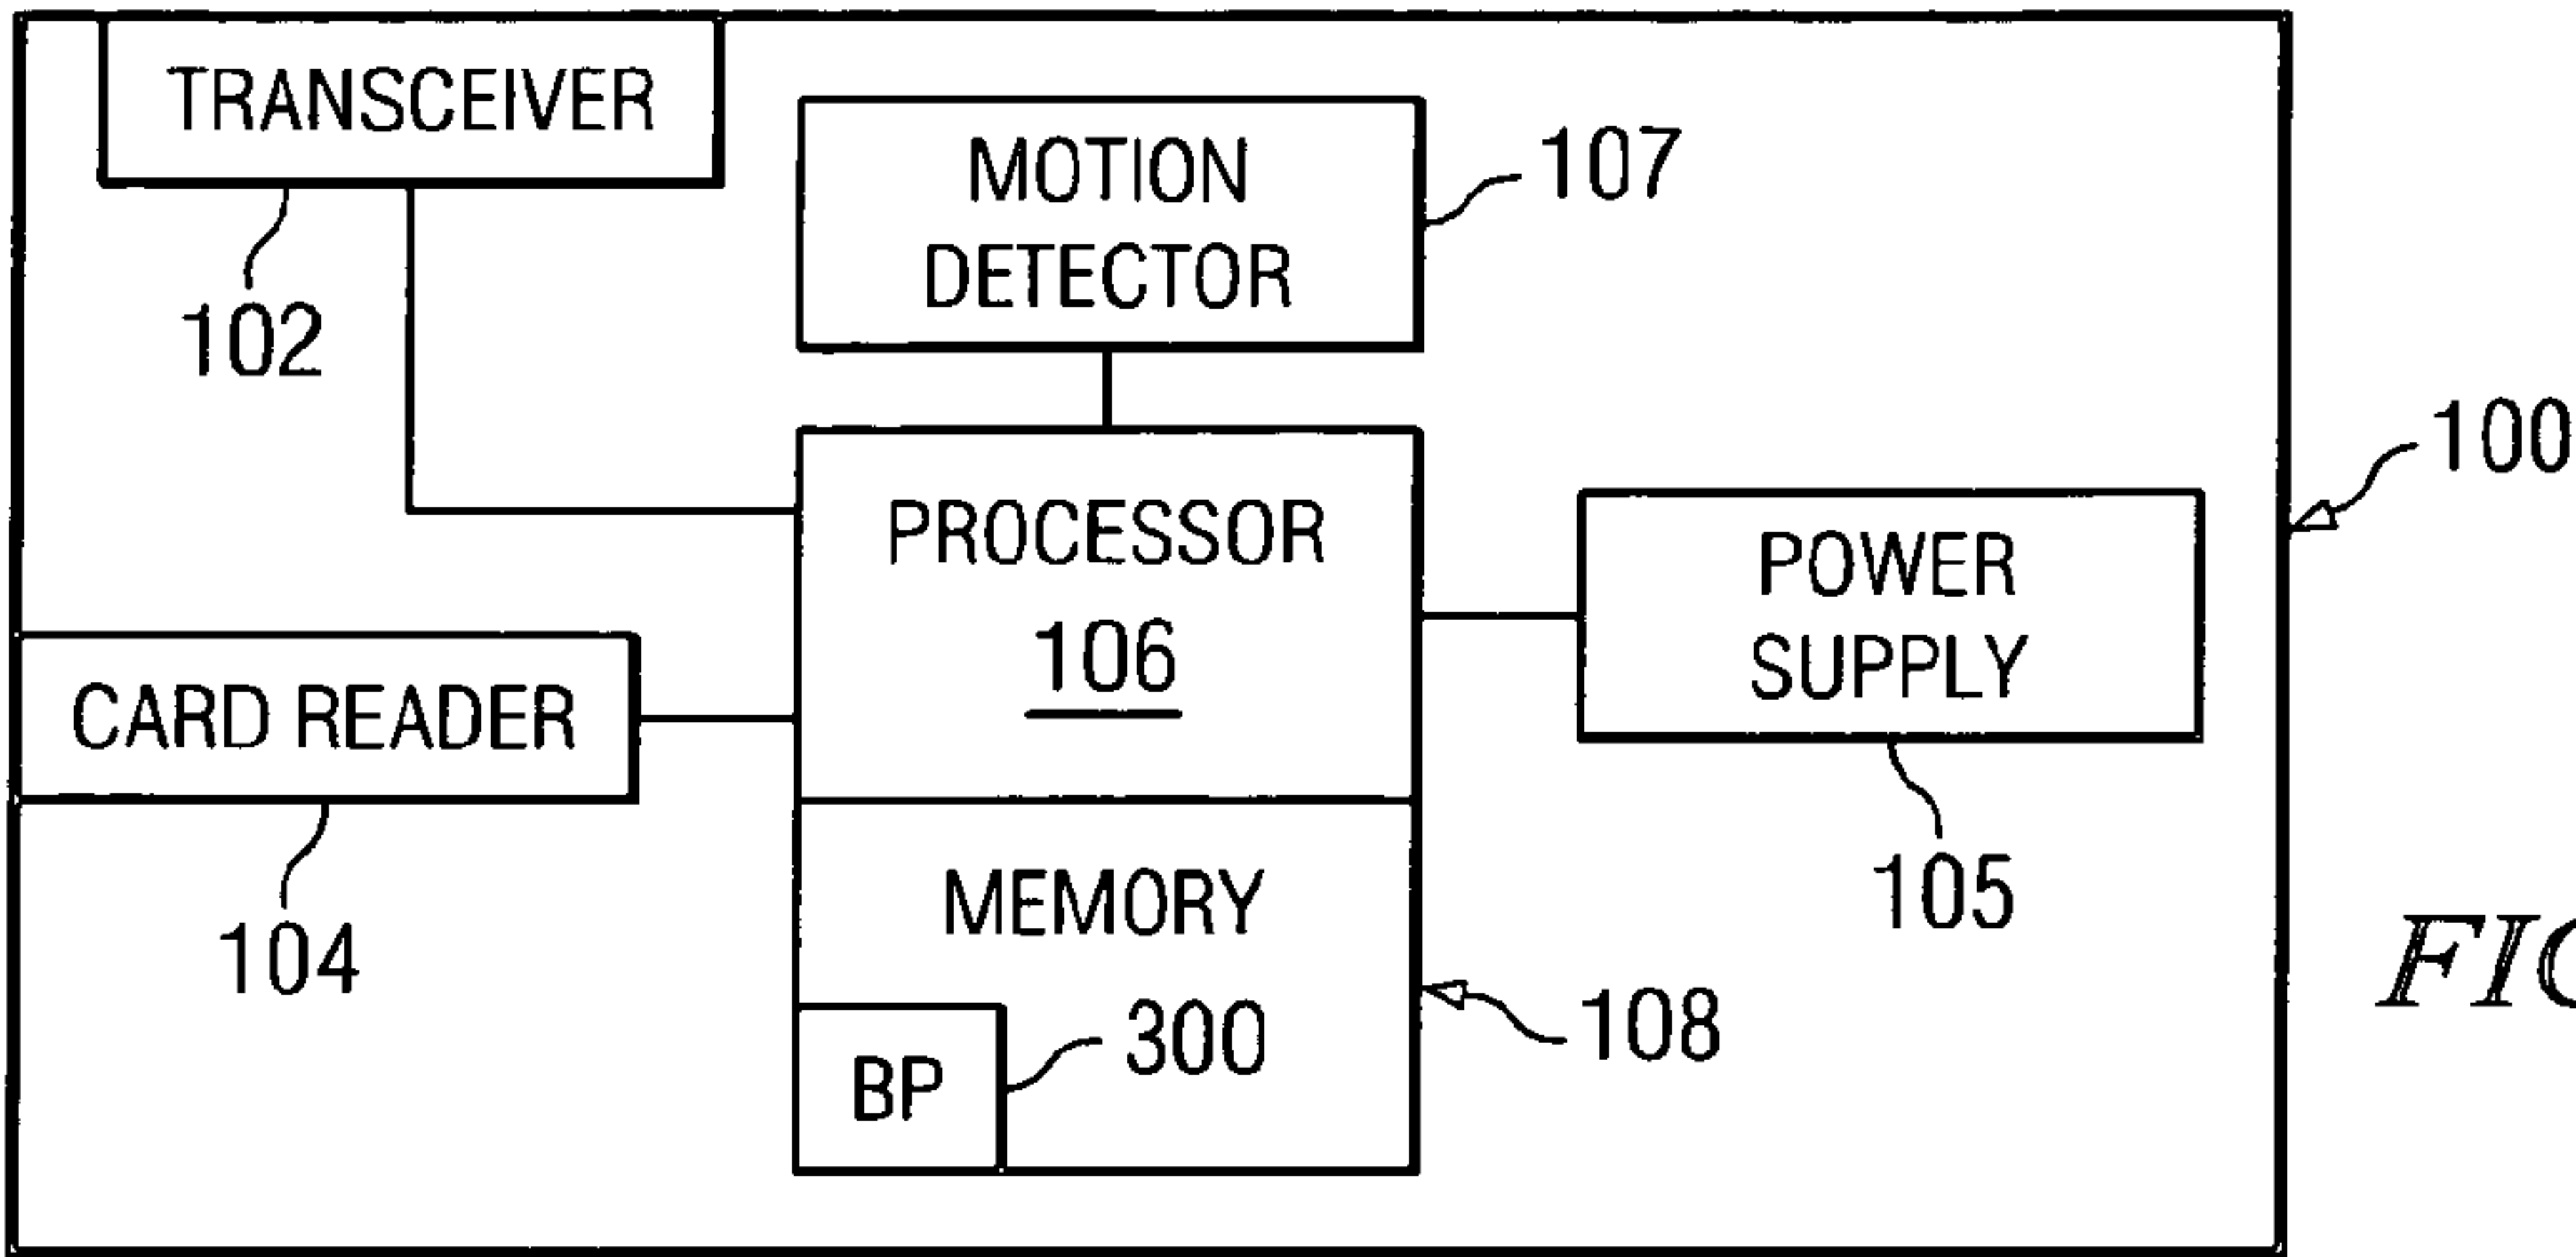 TRANSCEIVER
102
MOTION
DETECTOR
107
PROCESSOR
106
100
POWER
SUPPLY
105
CARD READER
104
MEMORY
108
300
BP